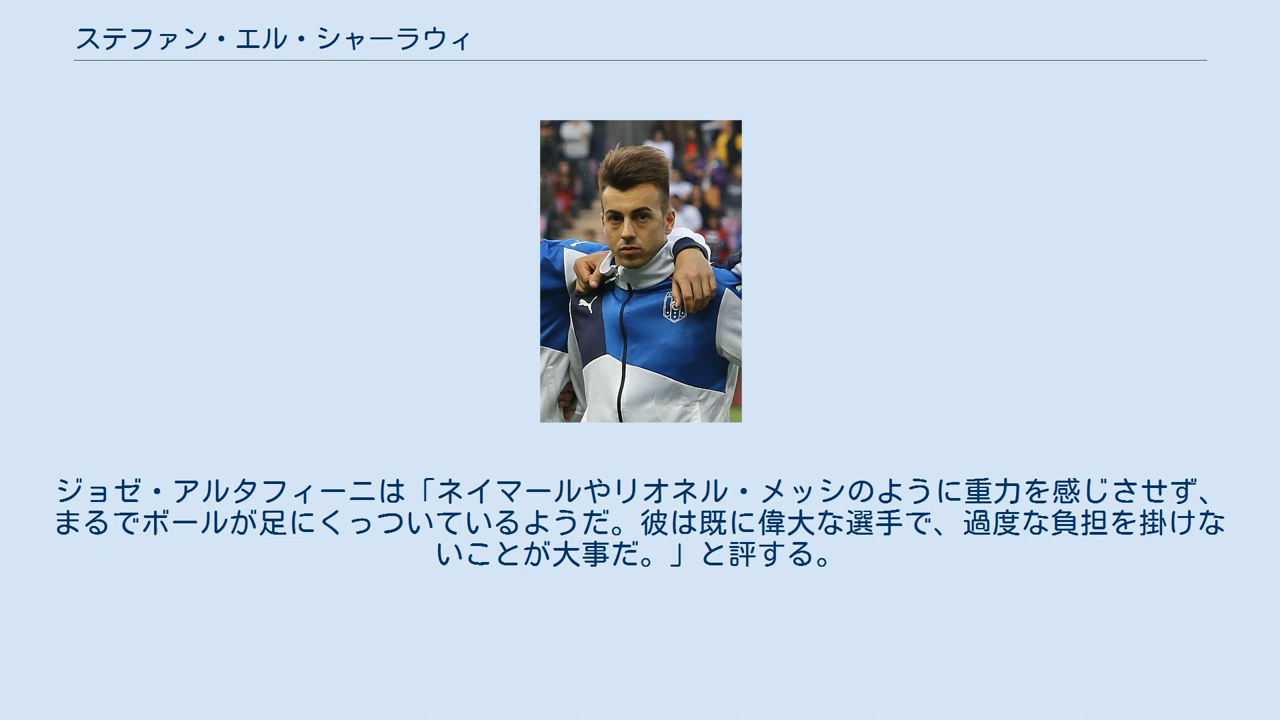 ステファン・エル・シャーラウィ
ジョゼ・アルタフィーニは「ネイマールやリオネル・メッシのように重力を感じさせず、
まるでボールが足にくっついているようだ。彼は既に偉大な選手で、過度な負担を掛けな
いことが大事だ。」と評する。